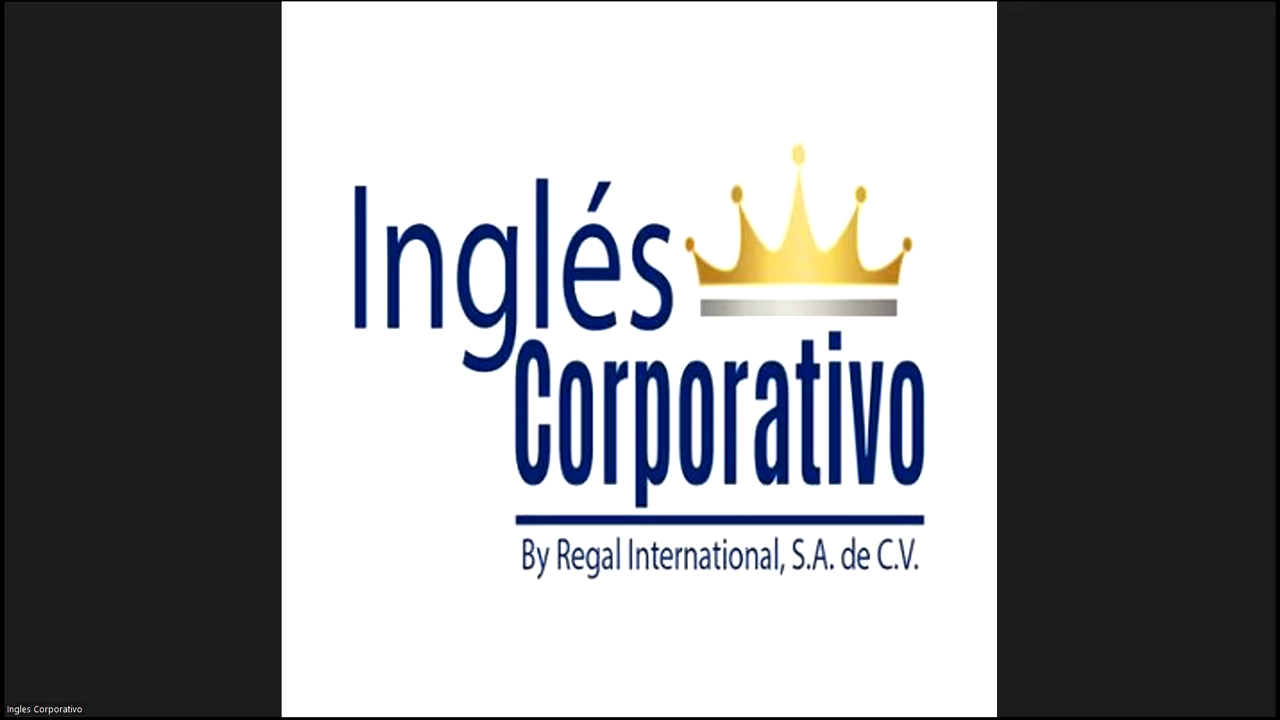 Inglés
Corporativo
By Regal International, S.A. de C.V.
Ingles Corporativo